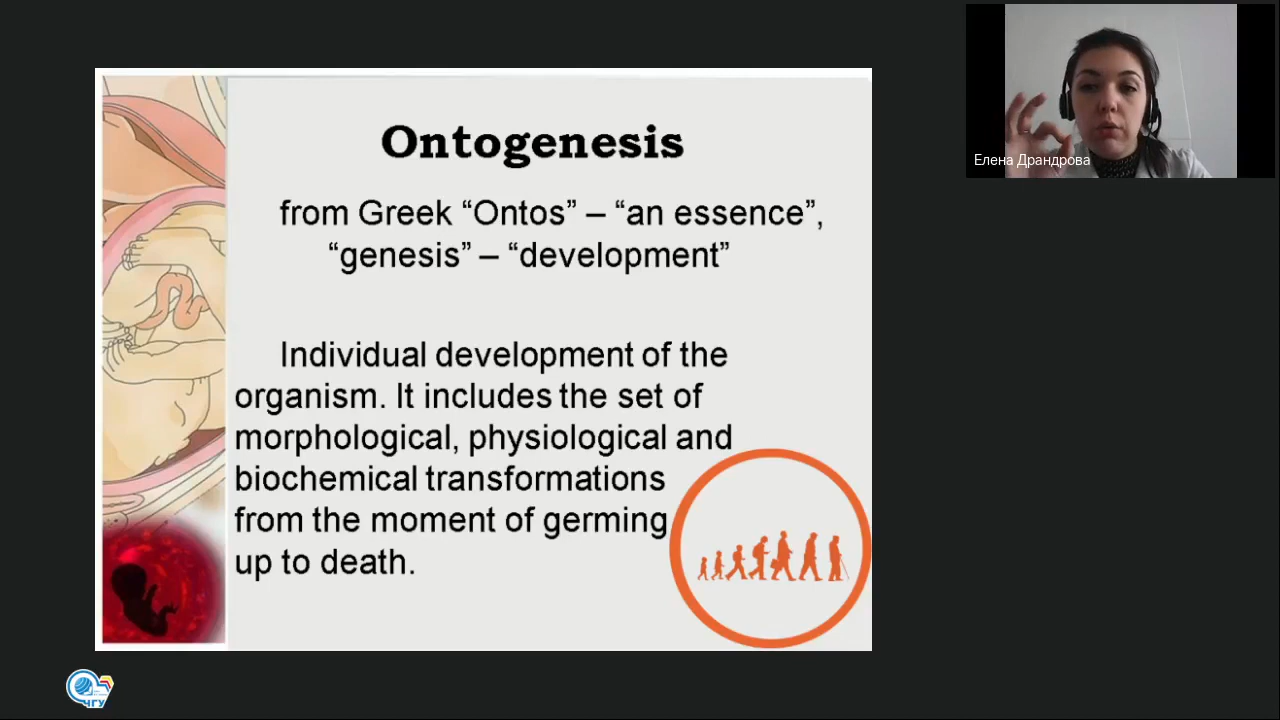 Ontogenesis
from Greek “Ontos” – “an essence”,
“genesis” – “development”
Individual development of the
organism. It includes the set of
morphological, physiological and
biochemical transformations
from the moment of germing
up to death.
Елена Драндрова
ЧГУ